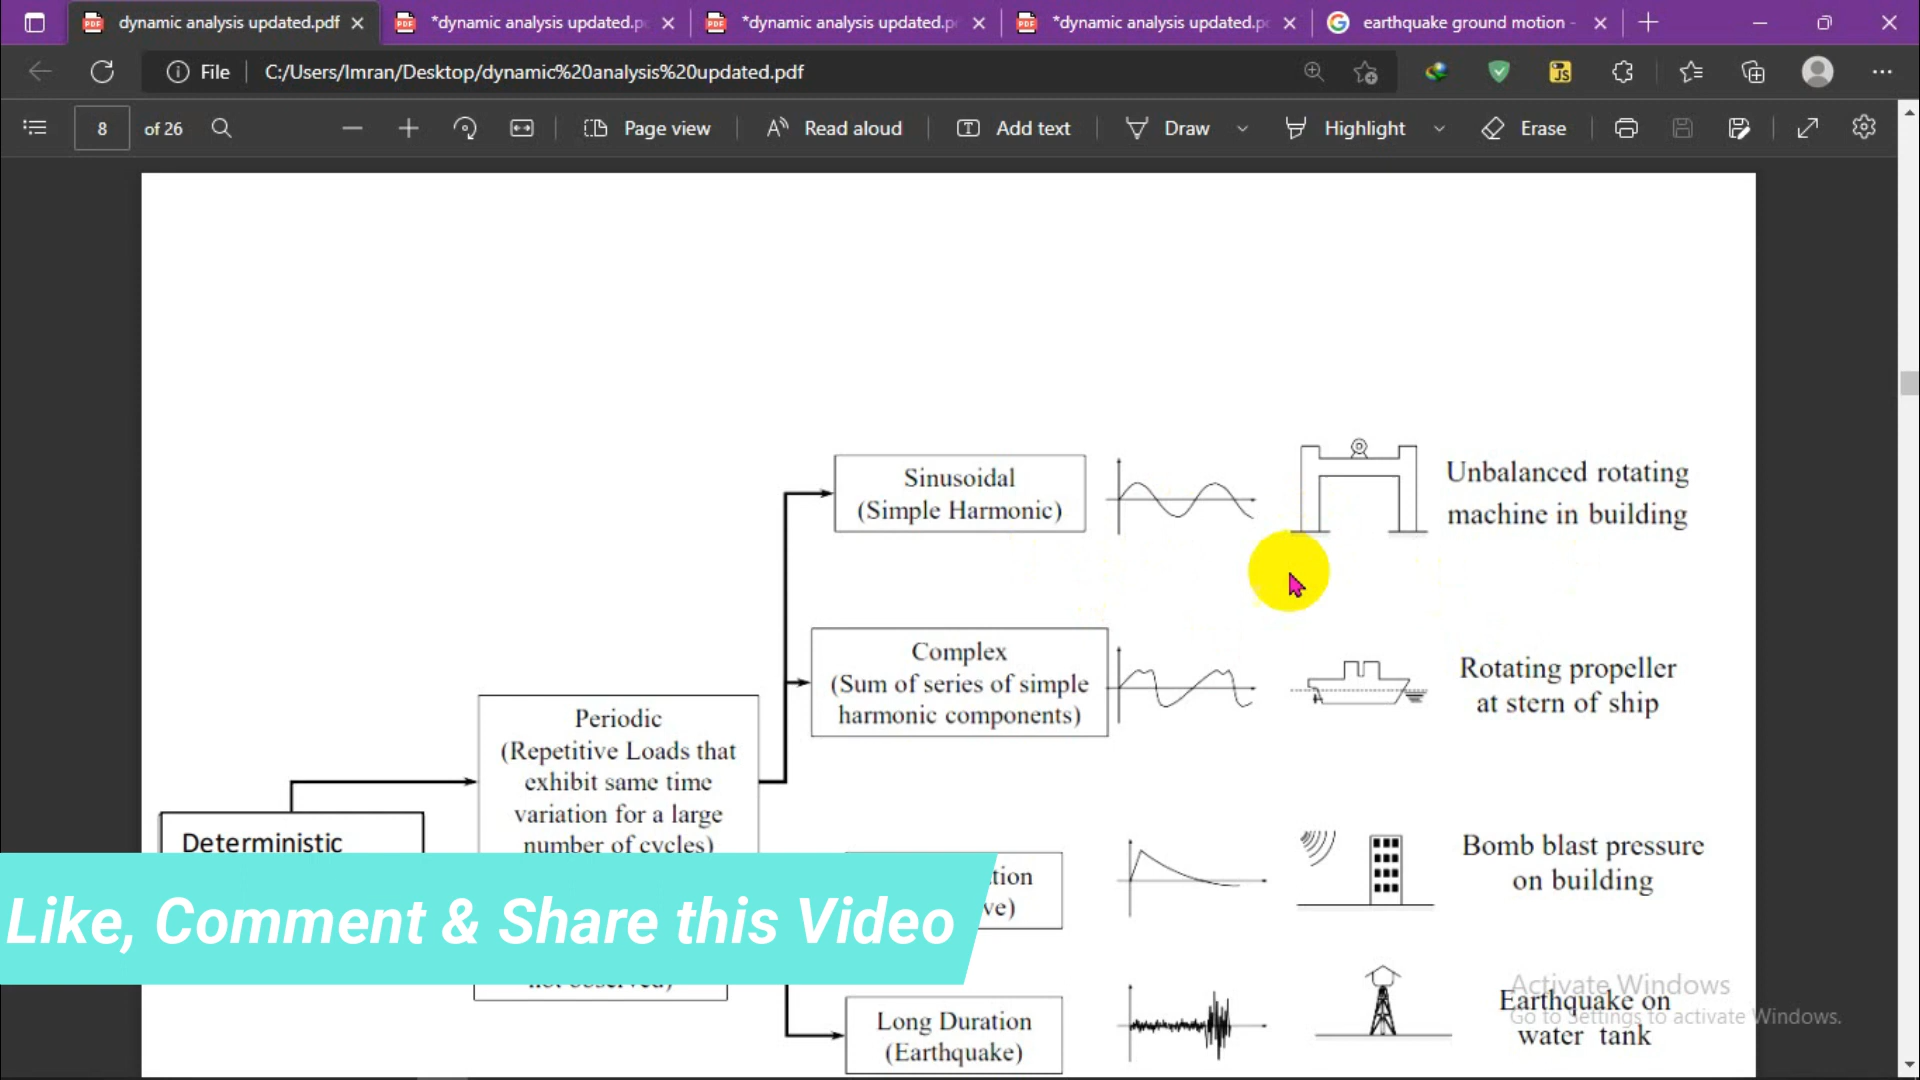 dynamic analysis updated.pdf
*dynamic analysis updated.p
*dynamic analysis updated.p
*dynamic analysis updated.p
earthquake ground motion -
File
C:/Users/Imran/Desktop/dynamic%20analysis%20updated.pdf
8 of 26
Page view
Read aloud
Add text
Draw
Highlight
Erase
Sinusoidal
(Simple Harmonic)
Unbalanced rotating
machine in building
Complex
(Sum of series of simple
harmonic components)
Rotating propeller
at stern of ship
Periodic
(Repetitive Loads that
exhibit same time
variation for a large
number of cycles)
Deterministic
Bomb blast pressure
on building
tion
ve)
Like, Comment & Share this Video
not observed)
Long Duration
(Earthquake)
Earthquake on
water tank
Activate Windows
Go to Settings to activate Windows.